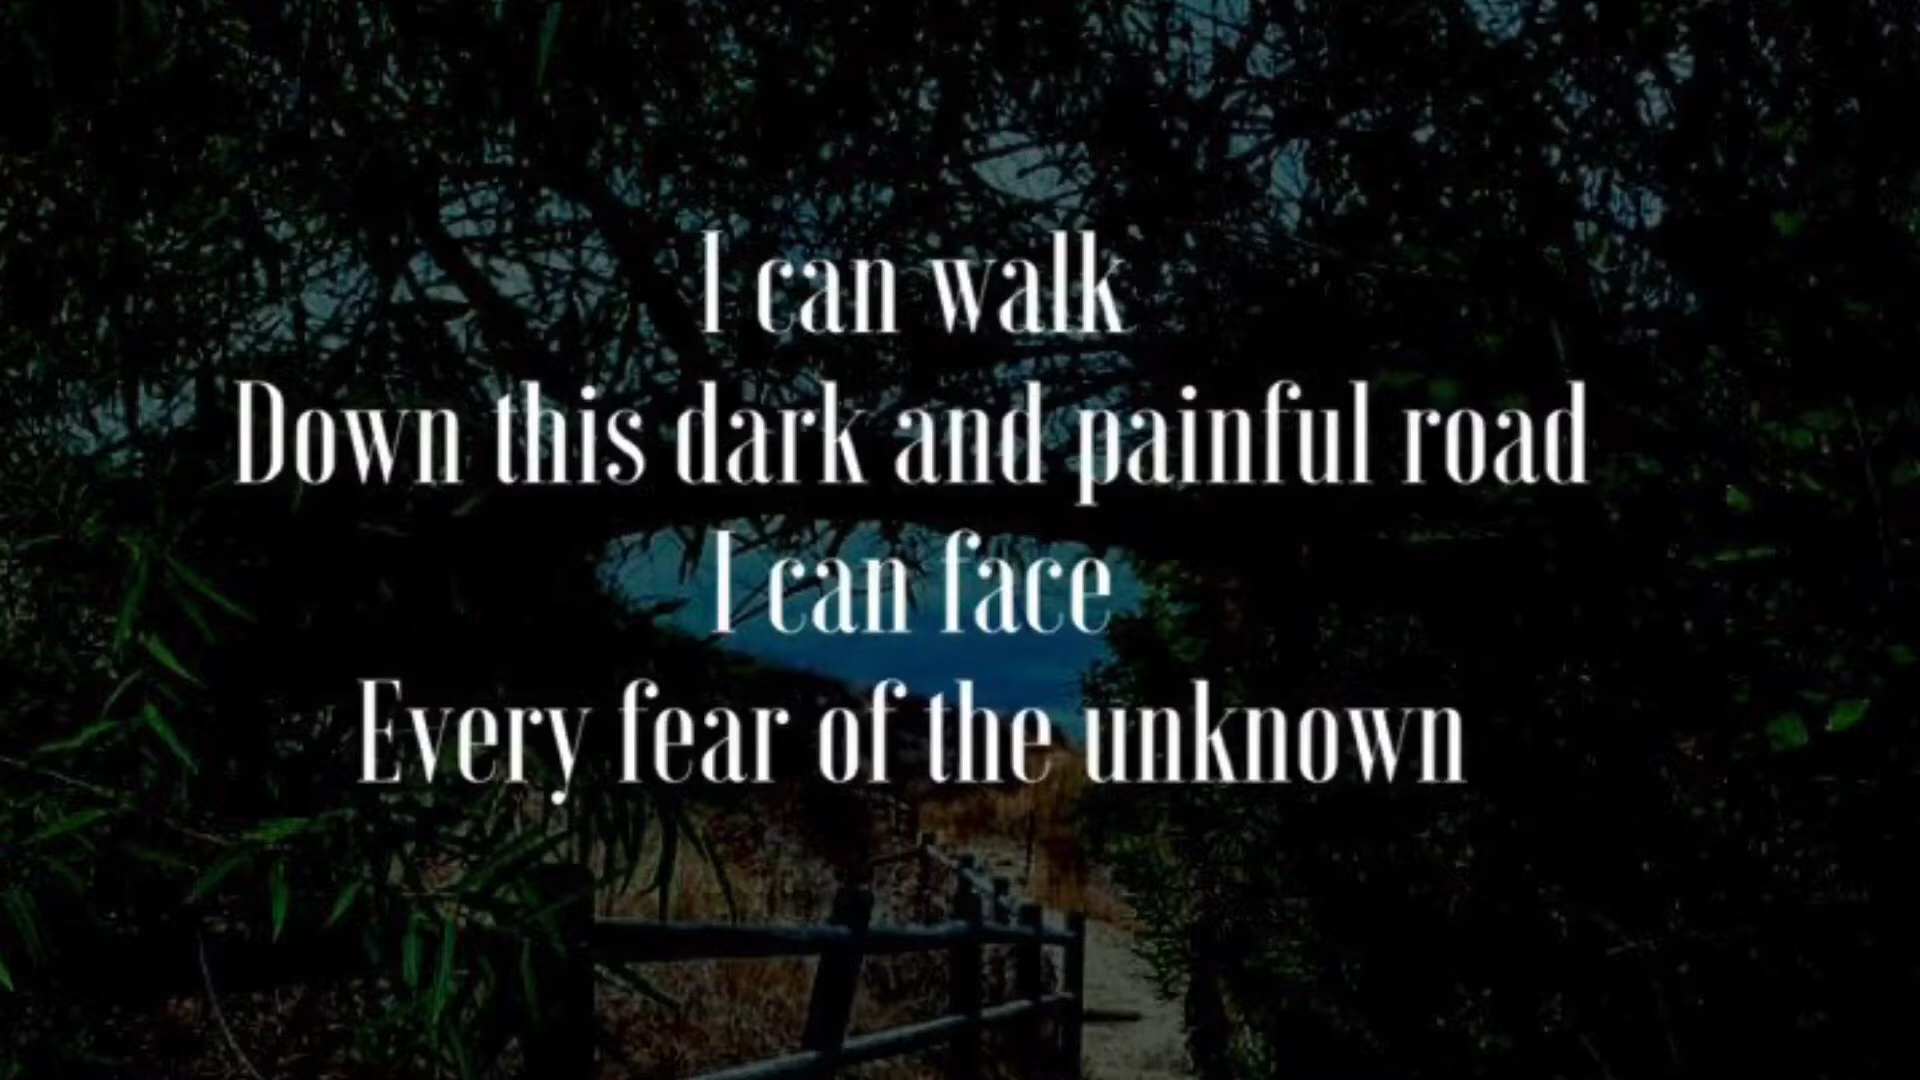 I can walk
Down this dark and painful road
I can face
Every fear of the unknown